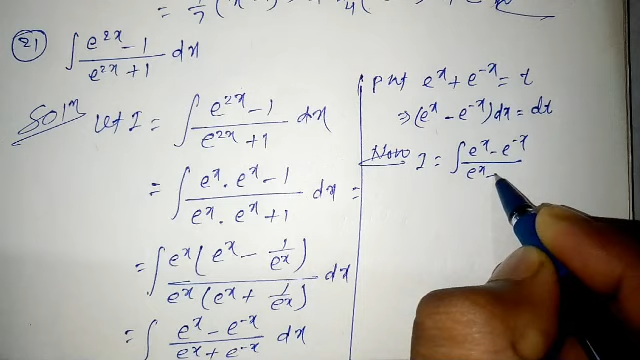 (21) ∫ (e^{2x} - 1)/(e^{2x} + 1) dx
Soln Let I = ∫ (e^{2x} - 1)/(e^{2x} + 1) dx
= ∫ (e^x . e^x - 1)/(e^x . e^x + 1) dx =
= ∫ e^x (e^x - 1/e^x)/e^x (e^x + 1/e^x) dx
= ∫ (e^x - e^{-x})/(e^x + e^{-x}) dx
Put e^x + e^{-x} = t
⇒ (e^x - e^{-x}) dx = dt
Now I = ∫ (e^x - e^{-x})/(e^x -